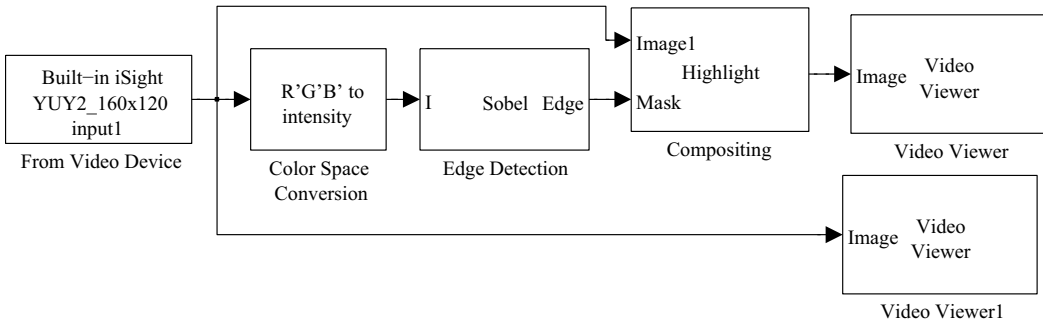 Built−in iSight
YUY2_160x120
input1
From Video Device
R’G’B’ to
intensity
Color Space
Conversion
I
Sobel
Edge
Edge Detection
Image1
Highlight
Mask
Compositing
Image
Video
Viewer
Video Viewer
Image
Video
Viewer
Video Viewer1